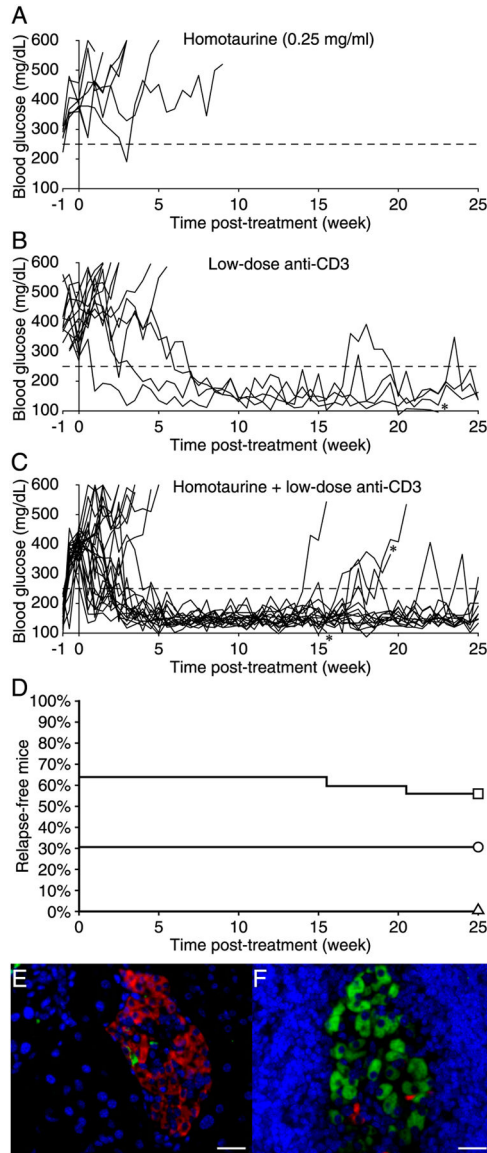 A
Homotaurine (0.25 mg/ml)
Blood glucose (mg/dL)
600
500
400
300
200
100
-1 0 5 10 15 20 25
Time post-treatment (week)
B
Low-dose anti-CD3
Blood glucose (mg/dL)
600
500
400
300
200
100
*
-1 0 5 10 15 20 25
Time post-treatment (week)
C
Homotaurine + low-dose anti-CD3
Blood glucose (mg/dL)
600
500
400
300
200
100
*
*
-1 0 5 10 15 20 25
Time post-treatment (week)
D
Relapse-free mice
100%
90%
80%
70%
60%
50%
40%
30%
20%
10%
0%
0 5 10 15 20 25
Time post-treatment (week)
E F